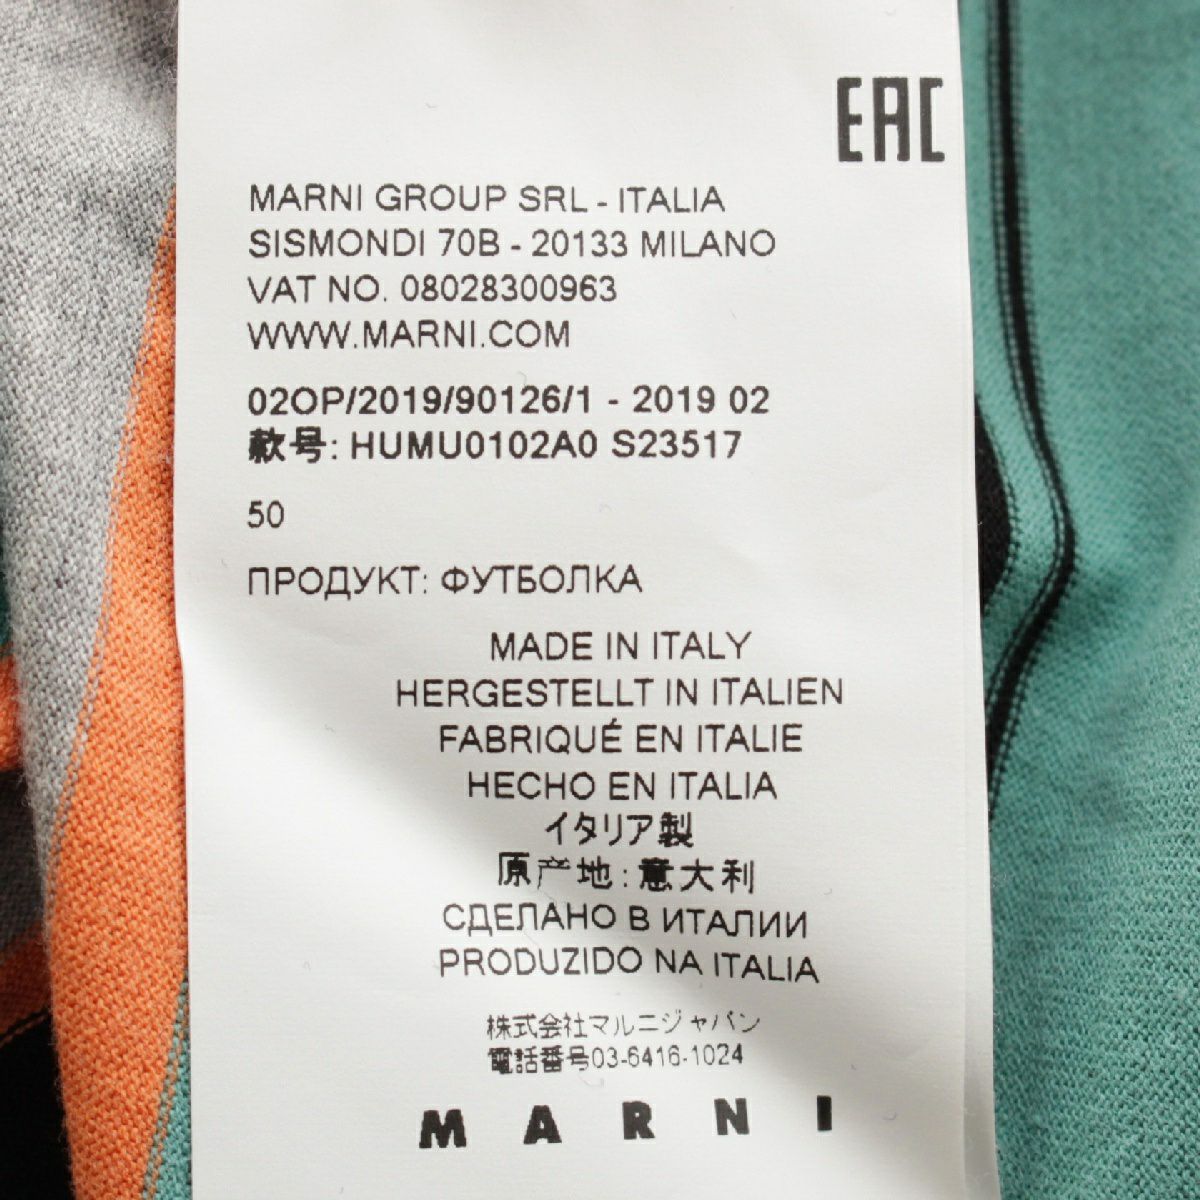 EAC
MARNI GROUP SRL - ITALIA
SISMONDI 70B - 20133 MILANO
VAT NO. 08028300963
WWW.MARNI.COM
02OP/2019/90126/1 - 2019 02
款号: HUMU0102A0 S23517
50
ПРОДУКТ: ФУТБОЛКА
MADE IN ITALY
HERGESTELLT IN ITALIEN
FABRIQUÉ EN ITALIE
HECHO EN ITALIA
イタリア製
原产地: 意大利
СДЕЛАНО В ИТАЛИИ
PRODUZIDO NA ITALIA
株式会社マルニジャパン
電話番号03-6416-1024
MARNI